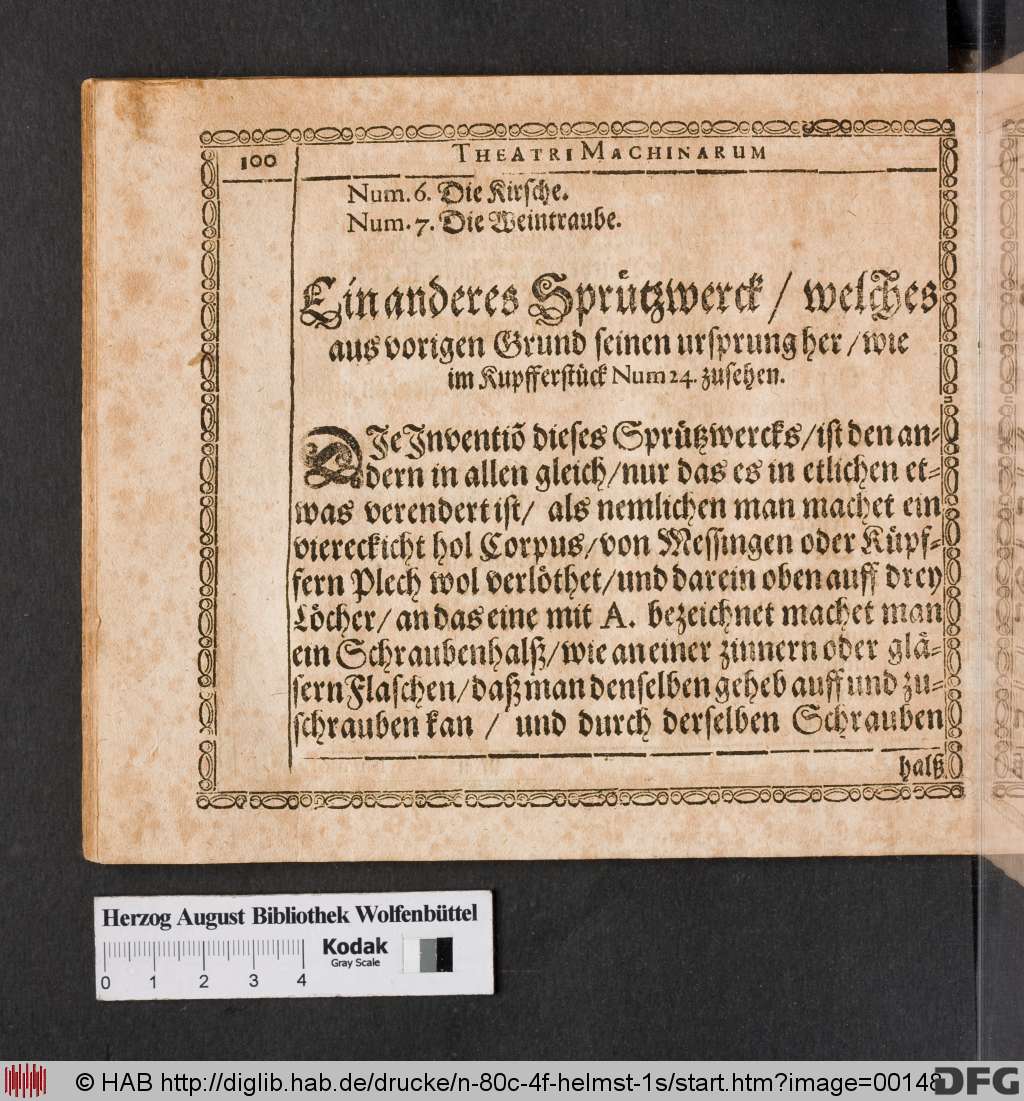 100
THEATRI MACHINARUM
Num. 6. Die Kirſche.
Num. 7. Die Weintraube.
Ein anderes Sprützwerck / welches
aus vorigen Grund ſeinen urſprung her / wie
im Kupfferſtück Num 24. zuſehen.
DJe Jnventiõ dieſes Sprützwercks / iſt den an⸗
dern in allen gleich / nur das es in etlichen et⸗
was verendert iſt / als nemlichen man machet ein
viereckicht hol Corpus / von Meſſingen oder Küpf⸗
fern Plech wol verlöthet / und darein oben auff drey
Löcher / an das eine mit A. bezeichnet machet man
ein Schraubenhalß / wie an einer zinnern oder glä⸗
ſern Flaſchen / daß man denſelben geheb auff und zu⸗
ſchrauben kan / und durch derſelben Schrauben
halß
Herzog August Bibliothek Wolfenbüttel
Kodak
Gray Scale
0 1 2 3 4
© HAB http://diglib.hab.de/drucke/n-80c-4f-helmst-1s/start.htm?image=00148
DFG